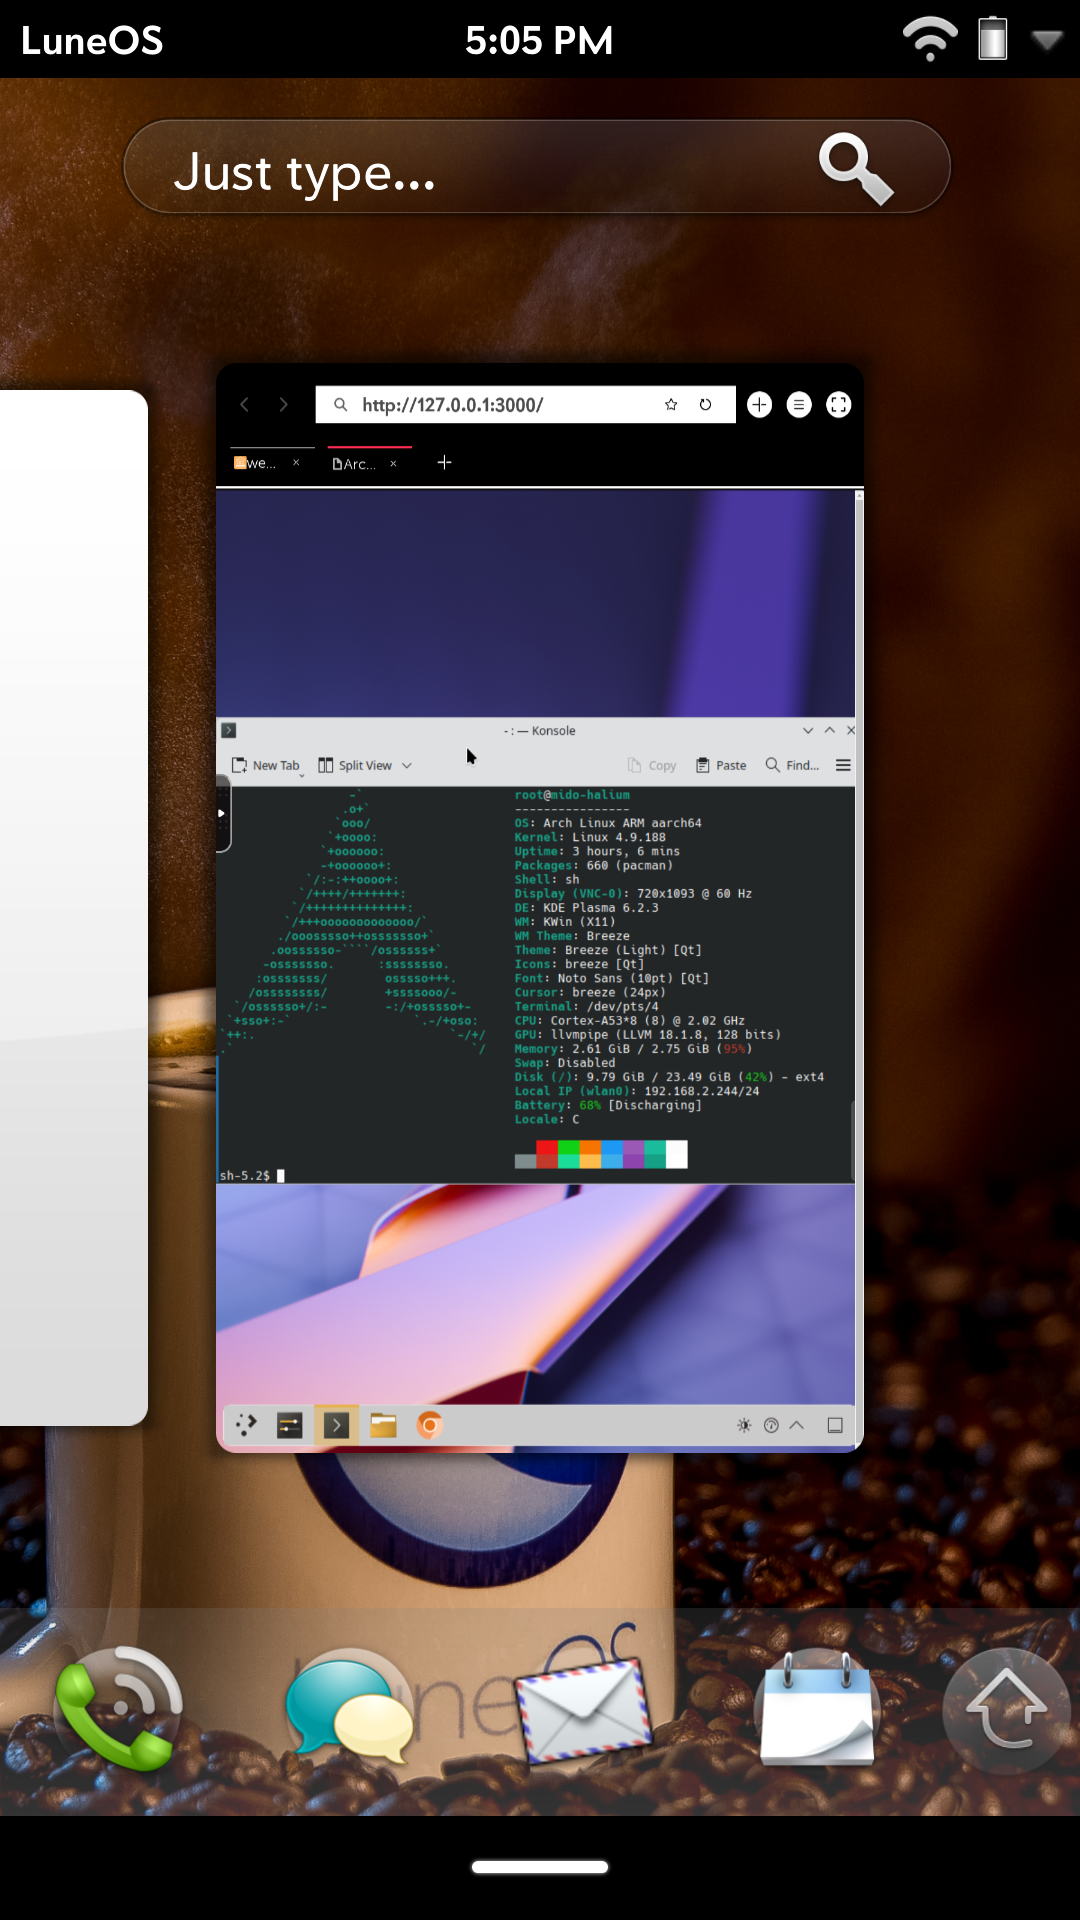 LuneOS 5:05 PM
Just type...
http://127.0.0.1:3000/
we... × Arc... ×
- : — Konsole
New Tab Split View Copy Paste Find...
root@mido-halium
----------------
OS: Arch Linux ARM aarch64
Kernel: Linux 4.9.188
Uptime: 3 hours, 6 mins
Packages: 660 (pacman)
Shell: sh
Display (VNC-0): 720x1093 @ 60 Hz
DE: KDE Plasma 6.2.3
WM: KWin (X11)
WM Theme: Breeze
Theme: Breeze (Light) [Qt]
Icons: breeze [Qt]
Font: Noto Sans (10pt) [Qt]
Cursor: breeze (24px)
Terminal: /dev/pts/4
CPU: Cortex-A53*8 (8) @ 2.02 GHz
GPU: llvmpipe (LLVM 18.1.8, 128 bits)
Memory: 2.61 GiB / 2.75 GiB (95%)
Swap: Disabled
Disk (/): 9.79 GiB / 23.49 GiB (42%) - ext4
Local IP (wlan0): 192.168.2.244/24
Battery: 68% [Discharging]
Locale: C
sh-5.2$